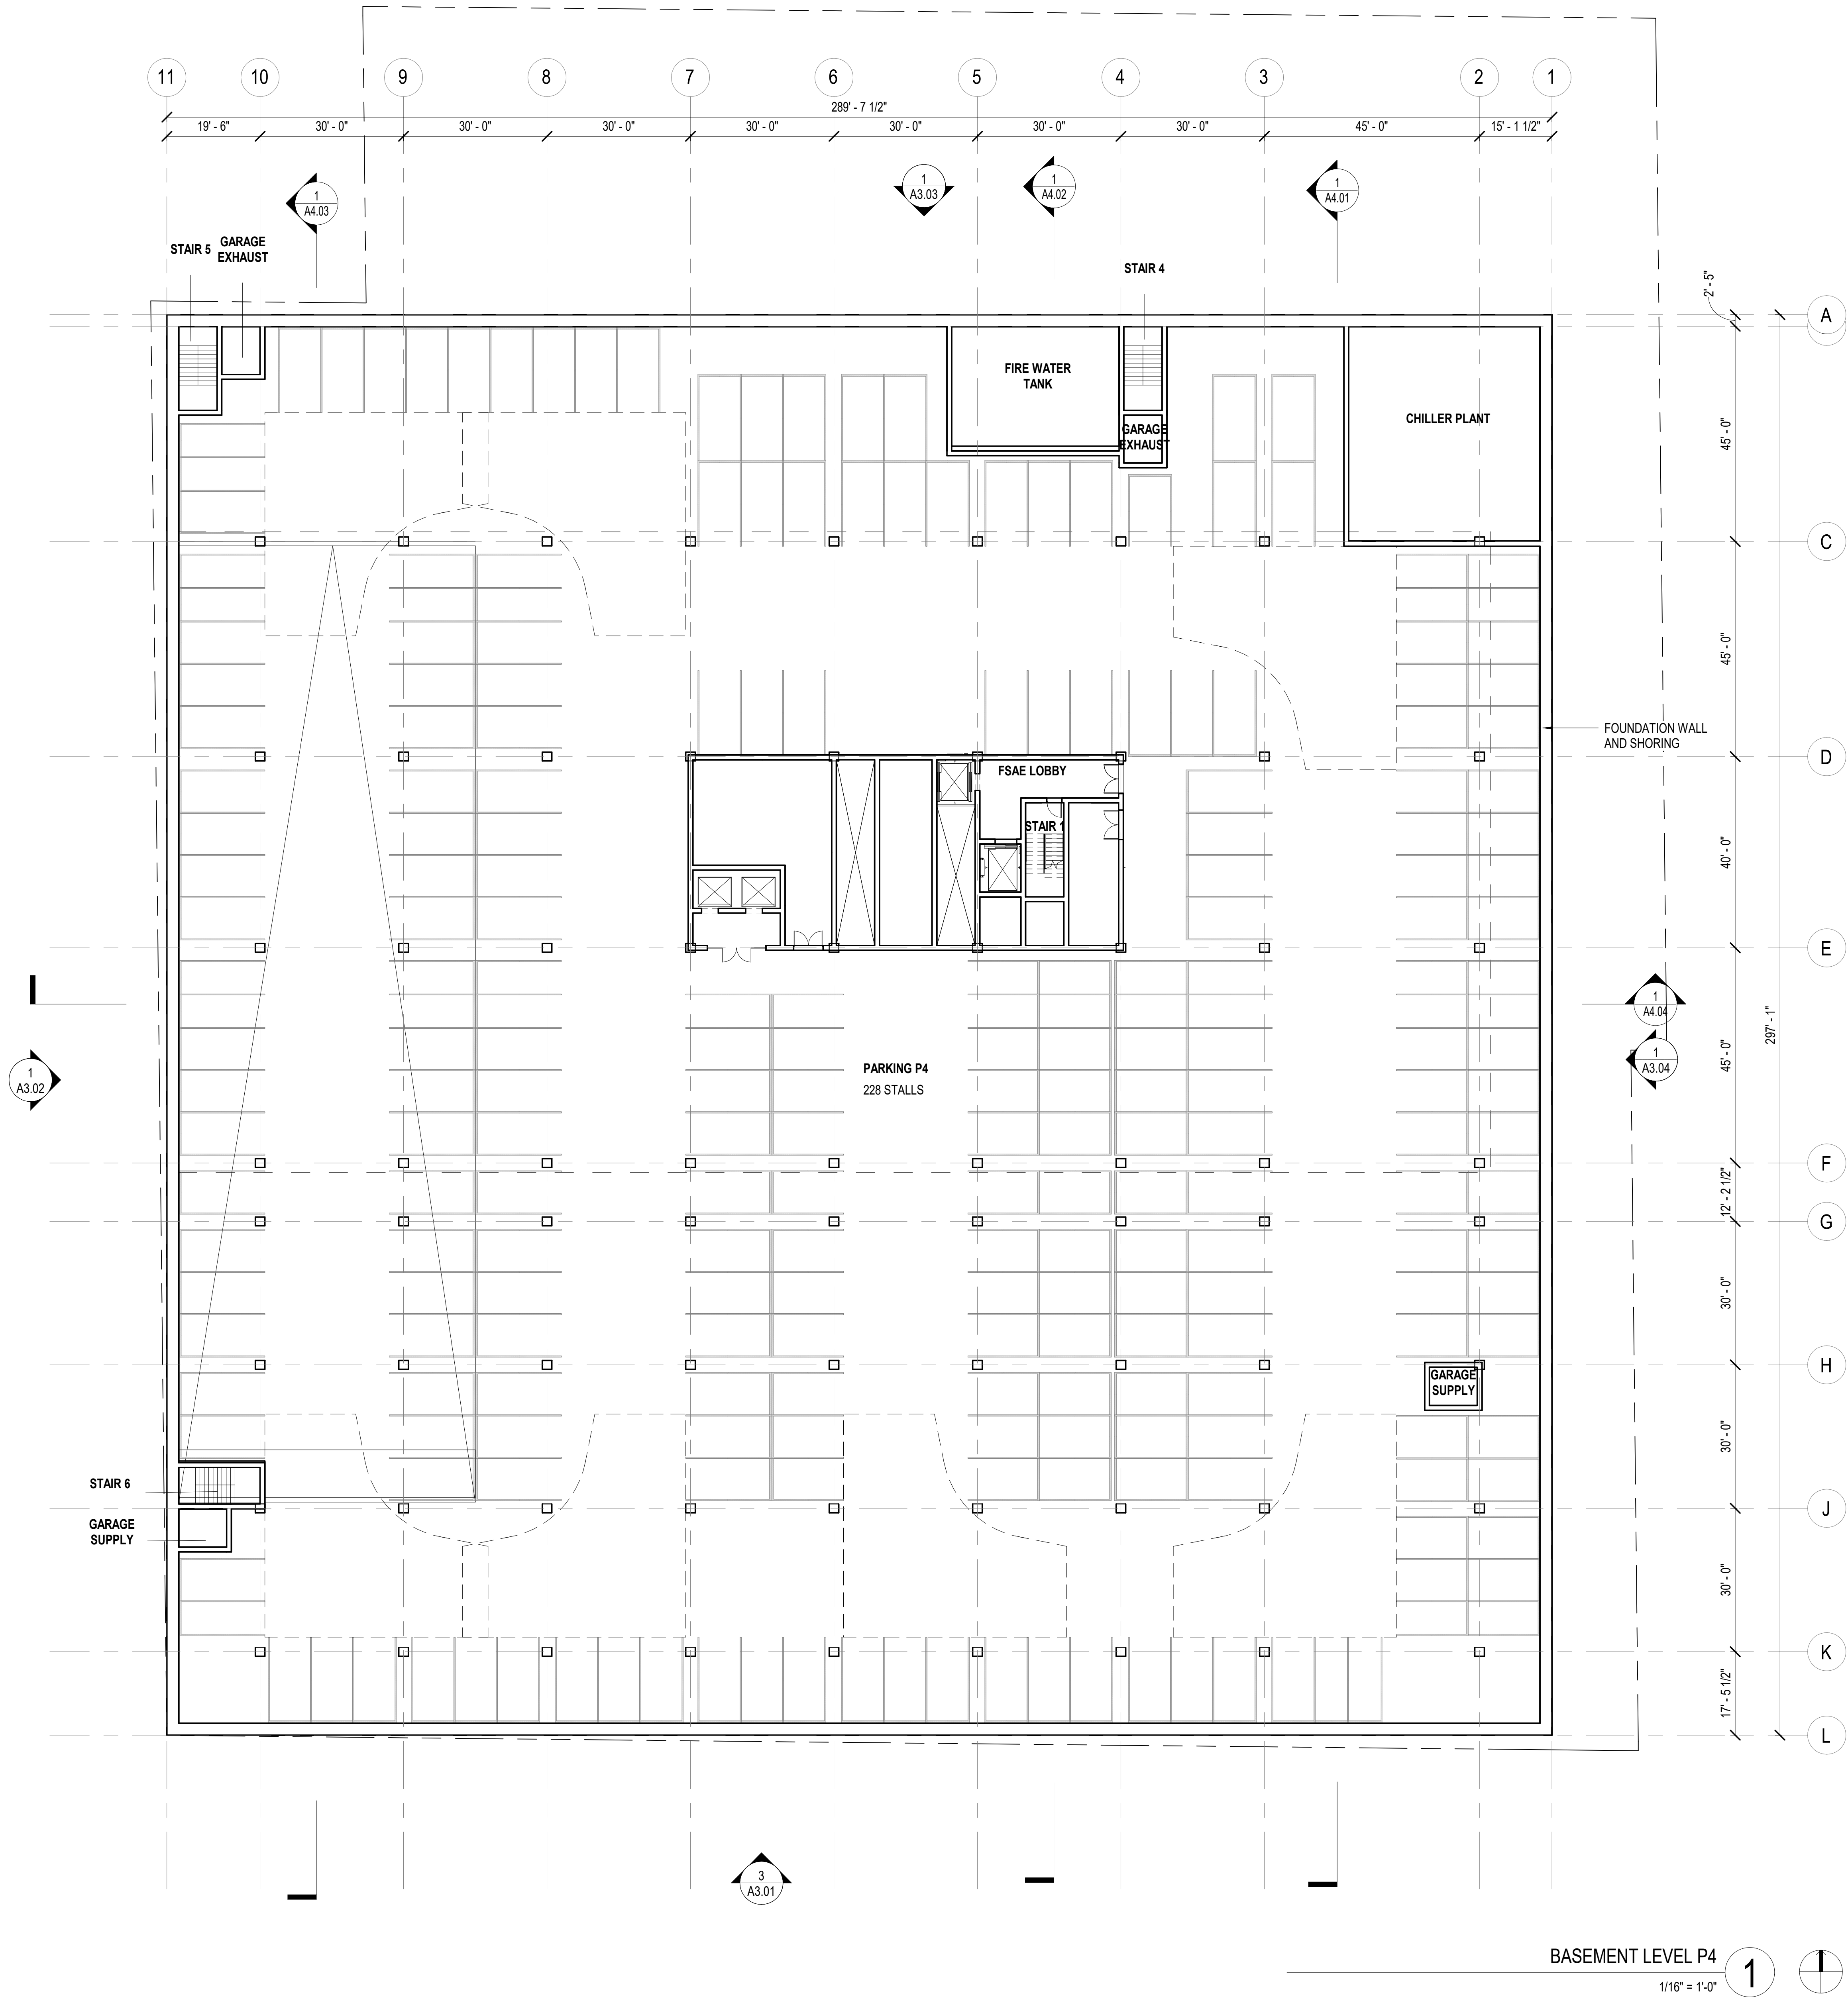 11
10
9
8
7
6
5
4
3
2
1
289' - 7 1/2"
19' - 6"
30' - 0"
30' - 0"
30' - 0"
30' - 0"
30' - 0"
30' - 0"
30' - 0"
45' - 0"
15' - 1 1/2"
1
A4.03
1
A3.03
1
A4.02
1
A4.01
STAIR 5
GARAGE
EXHAUST
STAIR 4
2' - 5"
A
FIRE WATER
TANK
GARAGE
EXHAUST
CHILLER PLANT
45' - 0"
C
45' - 0"
FOUNDATION WALL
AND SHORING
D
FSAE LOBBY
STAIR 1
40' - 0"
E
1
A4.04
297' - 1"
1
A3.04
45' - 0"
1
A3.02
PARKING P4
228 STALLS
F
12' - 2 1/2"
G
30' - 0"
H
GARAGE
SUPPLY
30' - 0"
STAIR 6
J
GARAGE
SUPPLY
30' - 0"
K
17' - 5 1/2"
L
3
A3.01
BASEMENT LEVEL P4
1
1/16" = 1'-0"